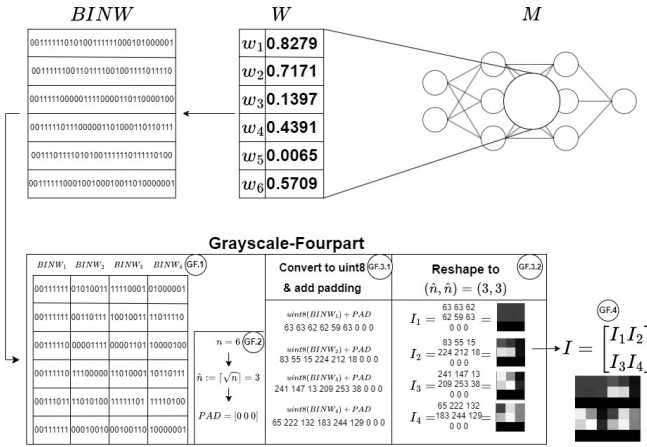 BINW W M
00111111010100111111000101000001
00111111001101111001001111011110
00111110000011110000110110000100
00111110111000001101000110110111
00111011110101001111110111110100
00111111000100100010011010000001
w₁ 0.8279
w₂ 0.7171
w₃ 0.1397
w₄ 0.4391
w₅ 0.0065
w₆ 0.5709
Grayscale-Fourpart
BINW₁ BINW₂ BINW₃ BINW₄ GF.1
00111111 01010011 11110001 01000001
00111111 00110111 10010011 11011110
00111110 00001111 00001101 10000100
00111110 11100000 11010001 10110111
00111011 11010100 11111101 11110100
00111111 00010010 00100110 10000001
n = 6 GF.2
n̂ := ⌈√n⌉ = 3
PAD = [0 0 0]
Convert to uint8 GF.3.1
& add padding
uint8(BINW₁) + PAD
63 63 62 62 59 63 0 0 0
uint8(BINW₂) + PAD
83 55 15 224 212 18 0 0 0
uint8(BINW₃) + PAD
241 147 13 209 253 38 0 0 0
uint8(BINW₄) + PAD
65 222 132 183 244 129 0 0 0
Reshape to GF.3.2
(n̂, n̂) = (3, 3)
63 63 62
I₁ = 62 59 63 =
0 0 0
83 55 15
I₂ = 224 212 18 =
0 0 0
241 147 13
I₃ = 209 253 38 =
0 0 0
65 222 132
I₄ = 183 244 129 =
0 0 0
GF.4
I = [I₁ I₂
I₃ I₄]